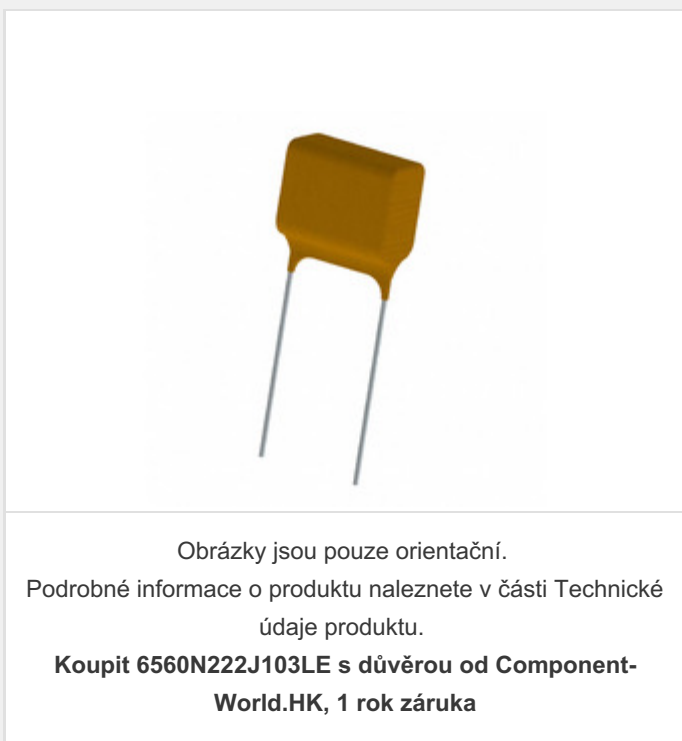 Obrázky jsou pouze orientační.
Podrobné informace o produktu naleznete v části Technické
údaje produktu.
Koupit 6560N222J103LE s důvěrou od Component-
World.HK, 1 rok záruka